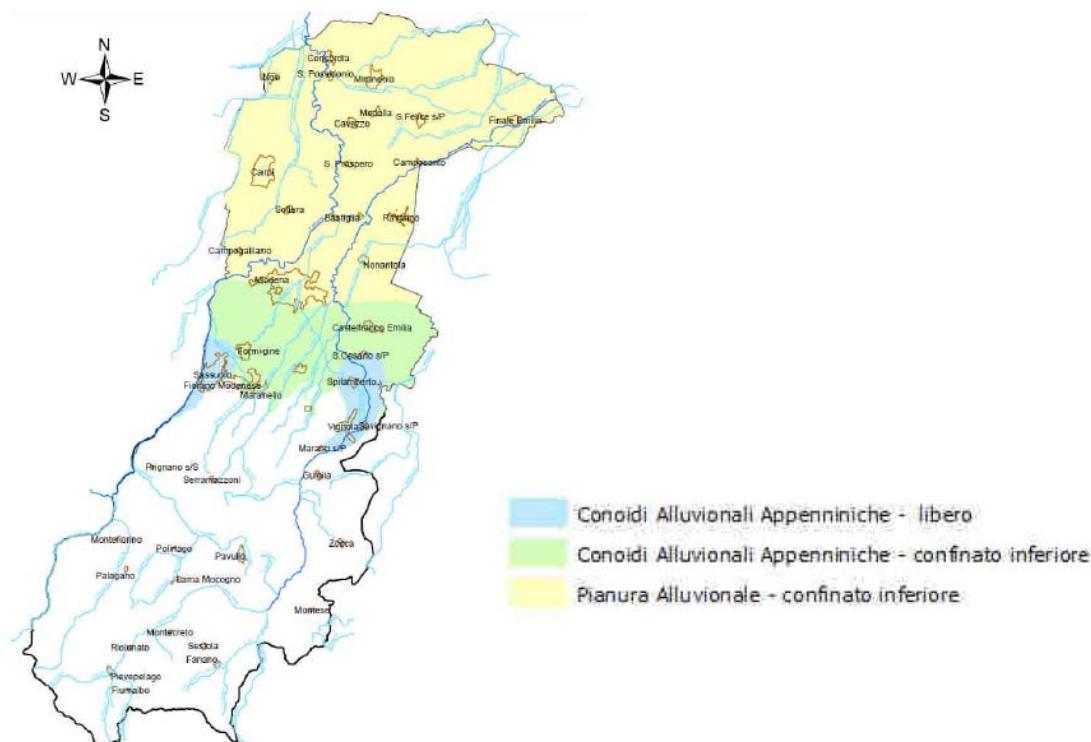 N
W E
S
Concordia
S. Possidonio
Novi
Mirandola
Medolla
S.Felice s/P
Cavezzo
Finale Emilia
S. Prospero
Camposanto
Carpi
Soliera
Bastiglia
Ravarino
Campogalliano
Nonantola
Modena
Castelfranco Emilia
Formigine
S.Cesario s/P
Sassuolo
Spilamberto
Fiorano Modenese
Maranello
Vignola
Savignano s/P
Marano s/P
Prignano s/S
Guiglia
Serramazzoni
Montefiorino
Polinago
Pavullo
Zocca
Palagano
Lama Mocogno
Montese
Montecreto
Riolunato
Sestola
Fanano
Pievepelago
Fiumalbo
Conoidi Alluvionali Appenniniche - libero
Conoidi Alluvionali Appenniniche - confinato inferiore
Pianura Alluvionale - confinato inferiore